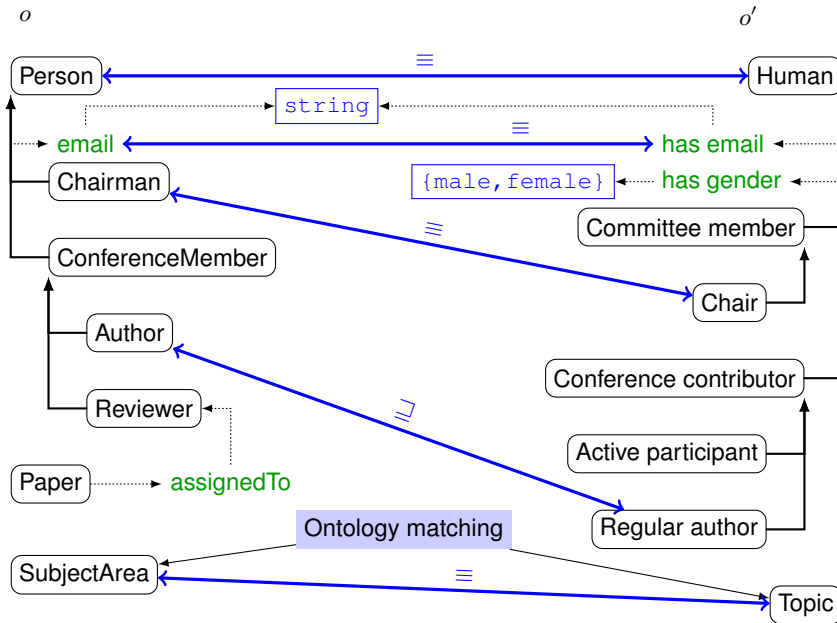 o
o′
≡
Person
Human
string
email
≡
has email
Chairman
{male,female}
has gender
≡
Committee member
ConferenceMember
Chair
Author
Conference contributor
⊒
Reviewer
Active participant
Paper
assignedTo
Ontology matching
Regular author
SubjectArea
≡
Topic